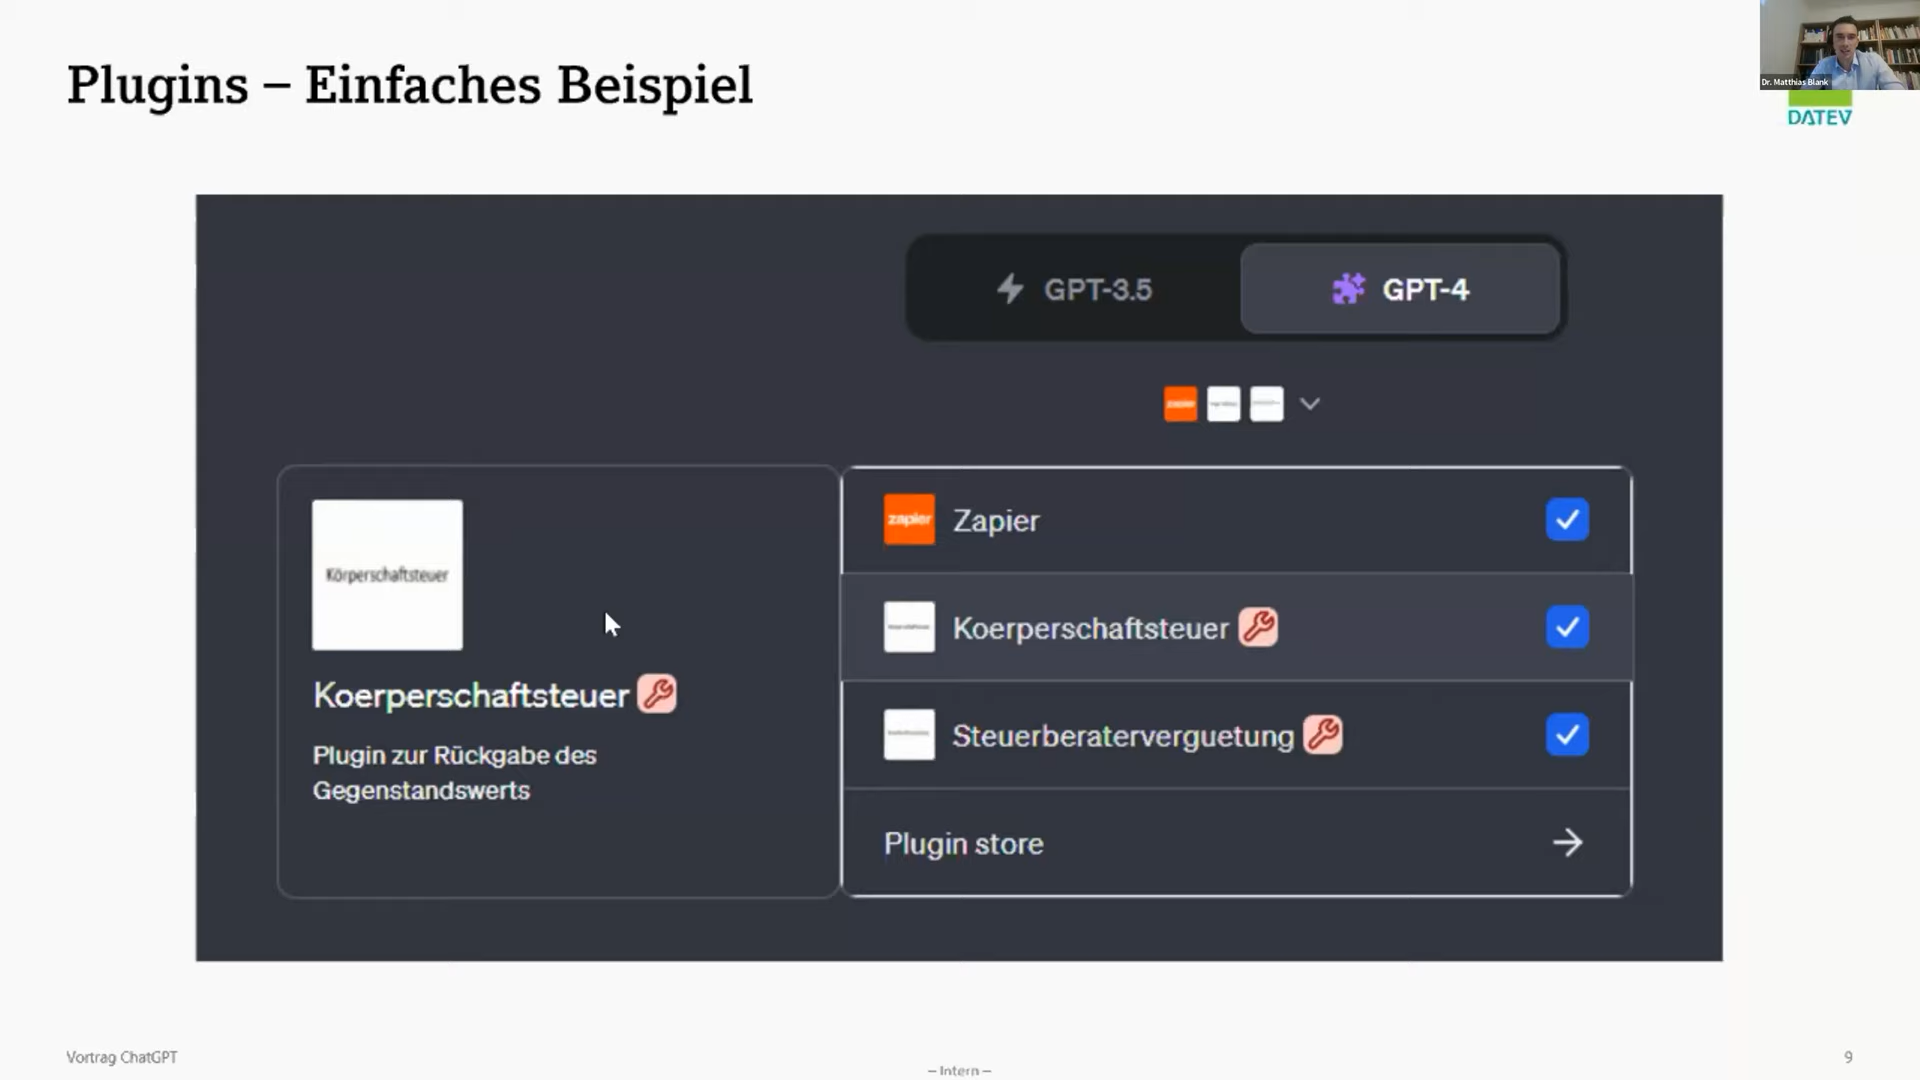 Plugins – Einfaches Beispiel
Dr. Matthias Blank
DATEV
GPT-3.5
GPT-4
Körperschaftsteuer
Koerperschaftsteuer
Plugin zur Rückgabe des
Gegenstandswerts
zapier
Zapier
Koerperschaftsteuer
Steuerberaterverguetung
Plugin store
Vortrag ChatGPT
– Intern –
9